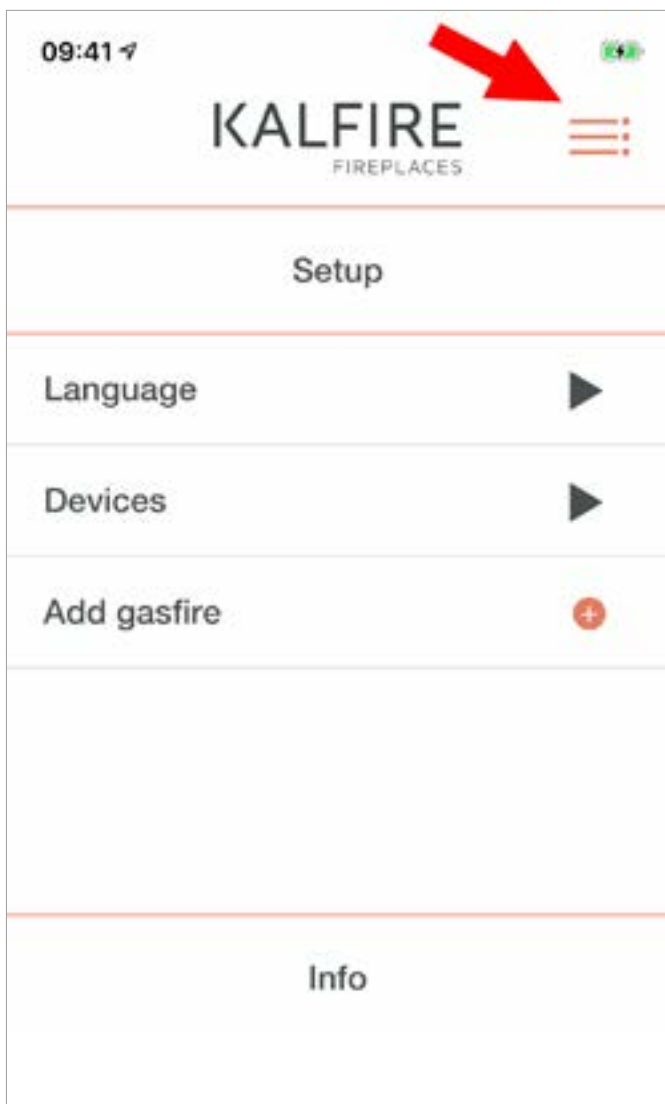 09:41
KALFIRE
FIREPLACES
Setup
Language
Devices
Add gasfire
Info